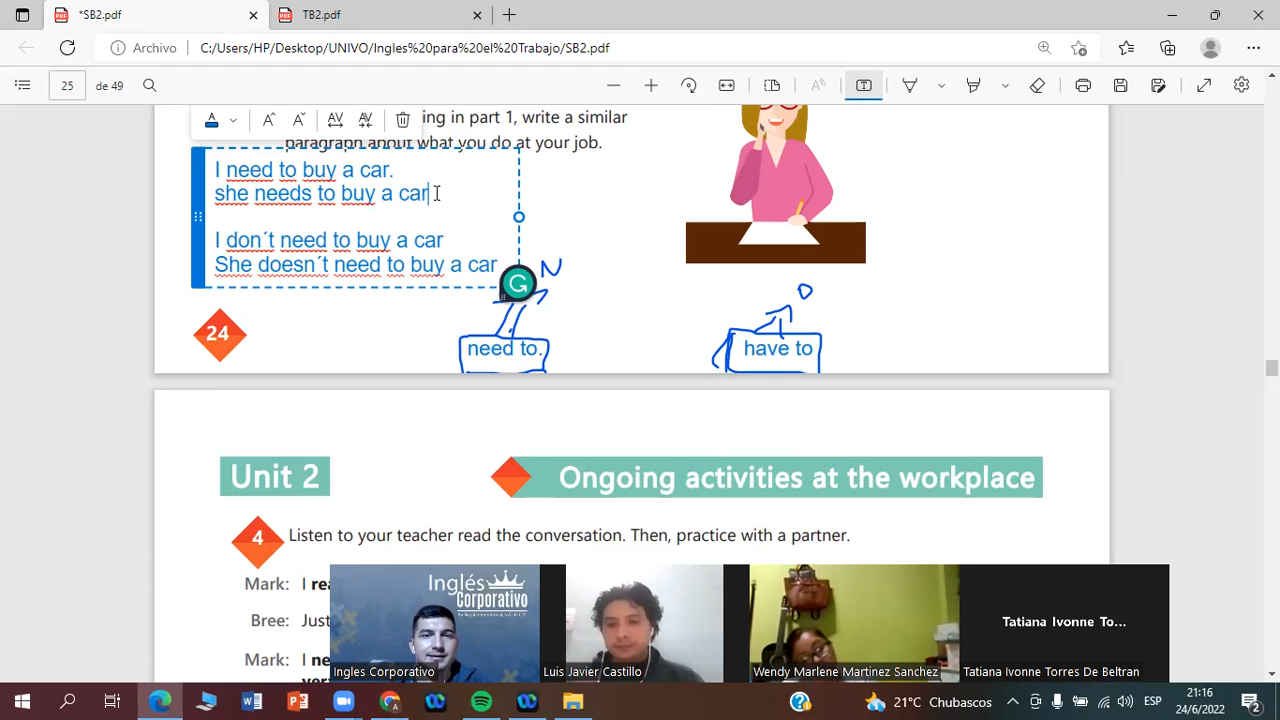 *SB2.pdf
TB2.pdf
Archivo
C:/Users/HP/Desktop/UNIVO/Ingles%20para%20el%20Trabajo/SB2.pdf
25
de 49
ing in part 1, write a similar
paragraph about what you do at your job.
I need to buy a car.
she needs to buy a car
I don´t need to buy a car
She doesn´t need to buy a car
N
O
24
need to.
have to
Unit 2
Ongoing activities at the workplace
4
Listen to your teacher read the conversation. Then, practice with a partner.
Mark: I rea
Bree: Just
Mark: I ne
Inglés
Corporativo
Tatiana Ivonne To...
Ingles Corporativo
Luis Javier Castillo
Wendy Marlene Martinez Sanchez
Tatiana Ivonne Torres De Beltran
21°C Chubascos
ESP
21:16
24/6/2022
2